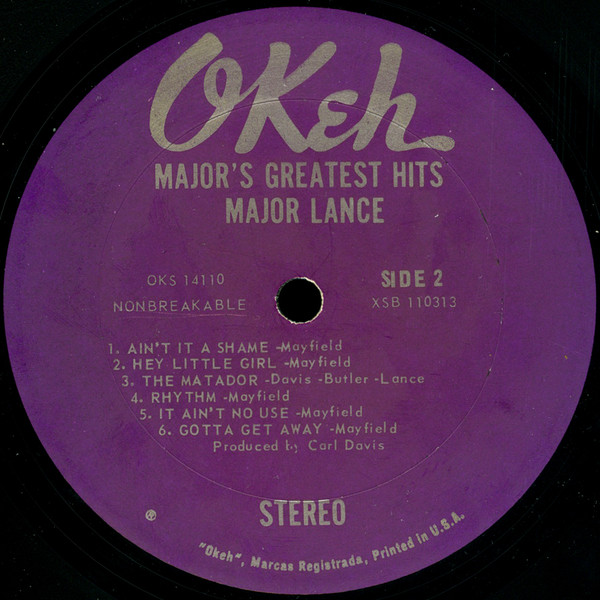 OKeh
MAJOR'S GREATEST HITS
MAJOR LANCE
OKS 14110
NONBREAKABLE
SIDE 2
XSB 110313
1. AIN'T IT A SHAME -Mayfield
2. HEY LITTLE GIRL -Mayfield
3. THE MATADOR -Davis -Butler -Lance
4. RHYTHM -Mayfield
5. IT AIN'T NO USE -Mayfield
6. GOTTA GET AWAY -Mayfield
Produced by Carl Davis
STEREO
℗
"Okeh", Marcas Registrada, Printed in U.S.A.